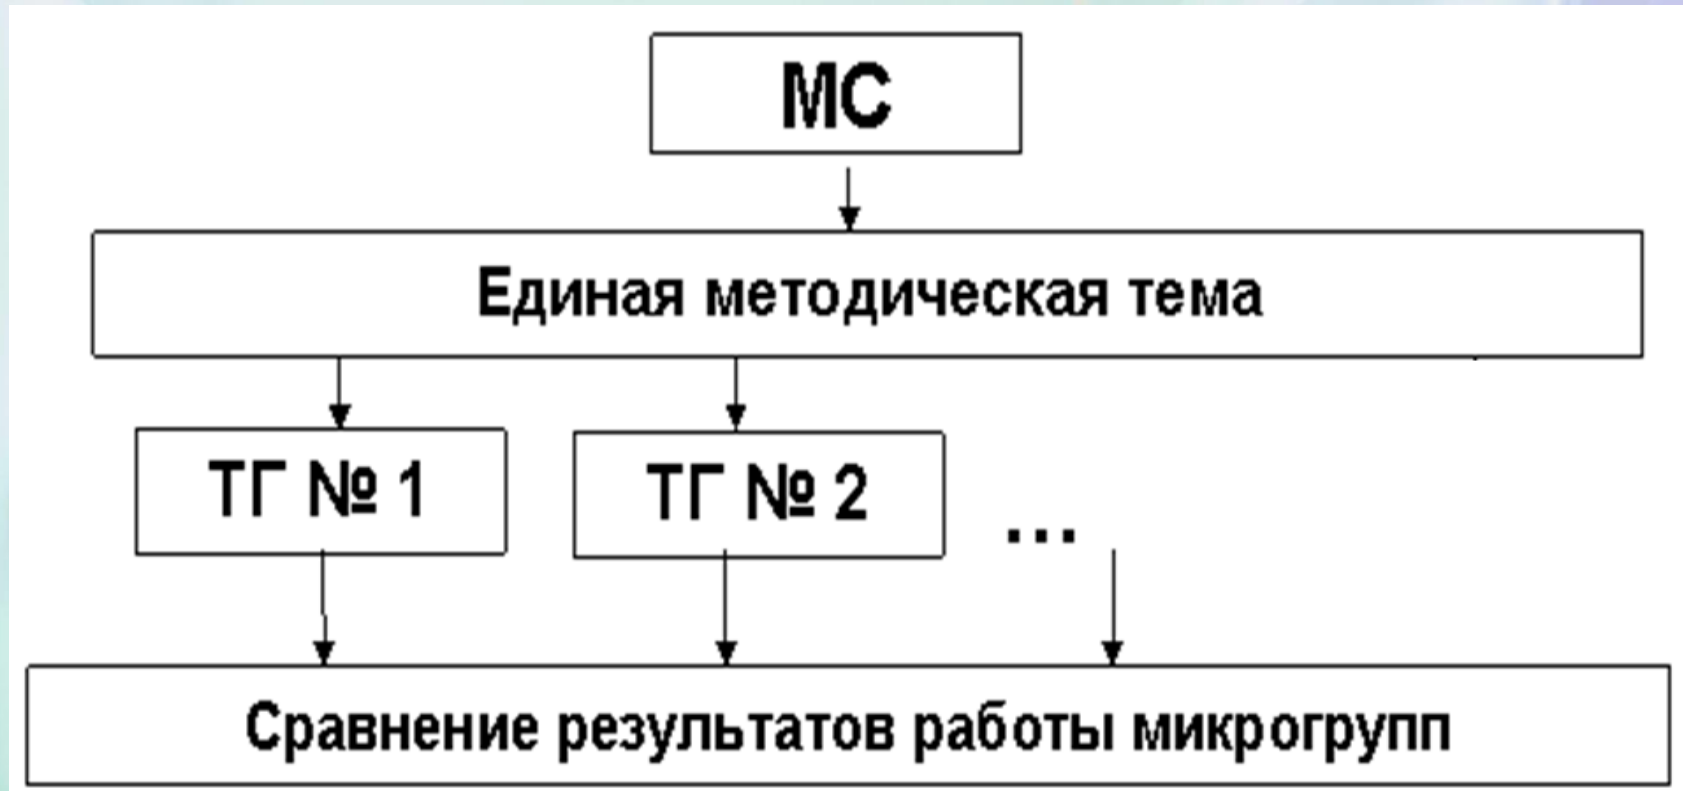 МС
Единая методическая тема
ТГ № 1 ТГ № 2 ...
Сравнение результатов работы микрогрупп